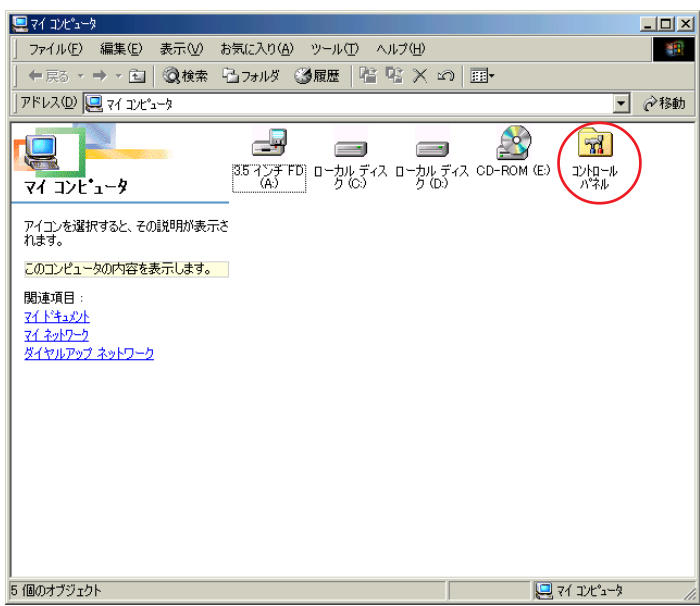 マイ コンピュータ
ファイル(F) 編集(E) 表示(V) お気に入り(A) ツール(T) ヘルプ(H)
戻る 検索 フォルダ 履歴
アドレス(D) マイ コンピュータ 移動
マイ コンピュータ
アイコンを選択すると、その説明が表示さ
れます。
このコンピュータの内容を表示します。
関連項目:
マイ ドキュメント
マイ ネットワーク
ダイヤルアップ ネットワーク
3.5 インチ FD
(A:)
ローカル ディス
ク (C:)
ローカル ディス
ク (D:)
CD-ROM (E:)
コントロール
パネル
5 個のオブジェクト
マイ コンピュータ